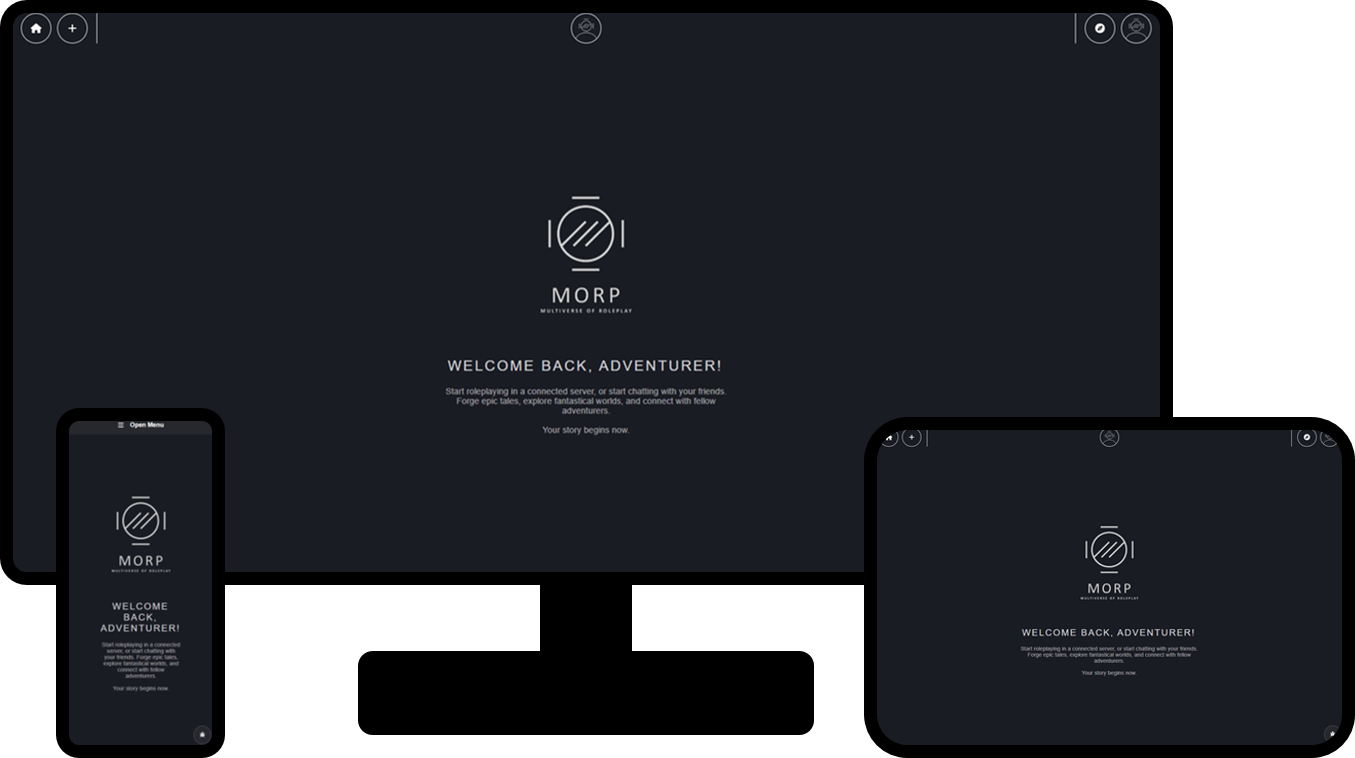 MORP
MULTIVERSE OF ROLEPLAY
WELCOME BACK, ADVENTURER!
Start roleplaying in a connected server, or start chatting with your friends.
Forge epic tales, explore fantastical worlds, and connect with fellow
adventurers.
Your story begins now.
Open Menu
MORP
MULTIVERSE OF ROLEPLAY
WELCOME
BACK,
ADVENTURER!
Start roleplaying in a connected
server, or start chatting with
your friends. Forge epic tales,
explore fantastical worlds, and
connect with fellow
adventurers.
Your story begins now.
MORP
MULTIVERSE OF ROLEPLAY
WELCOME BACK, ADVENTURER!
Start roleplaying in a connected server, or start chatting with your friends.
Forge epic tales, explore fantastical worlds, and connect with fellow
adventurers.
Your story begins now.